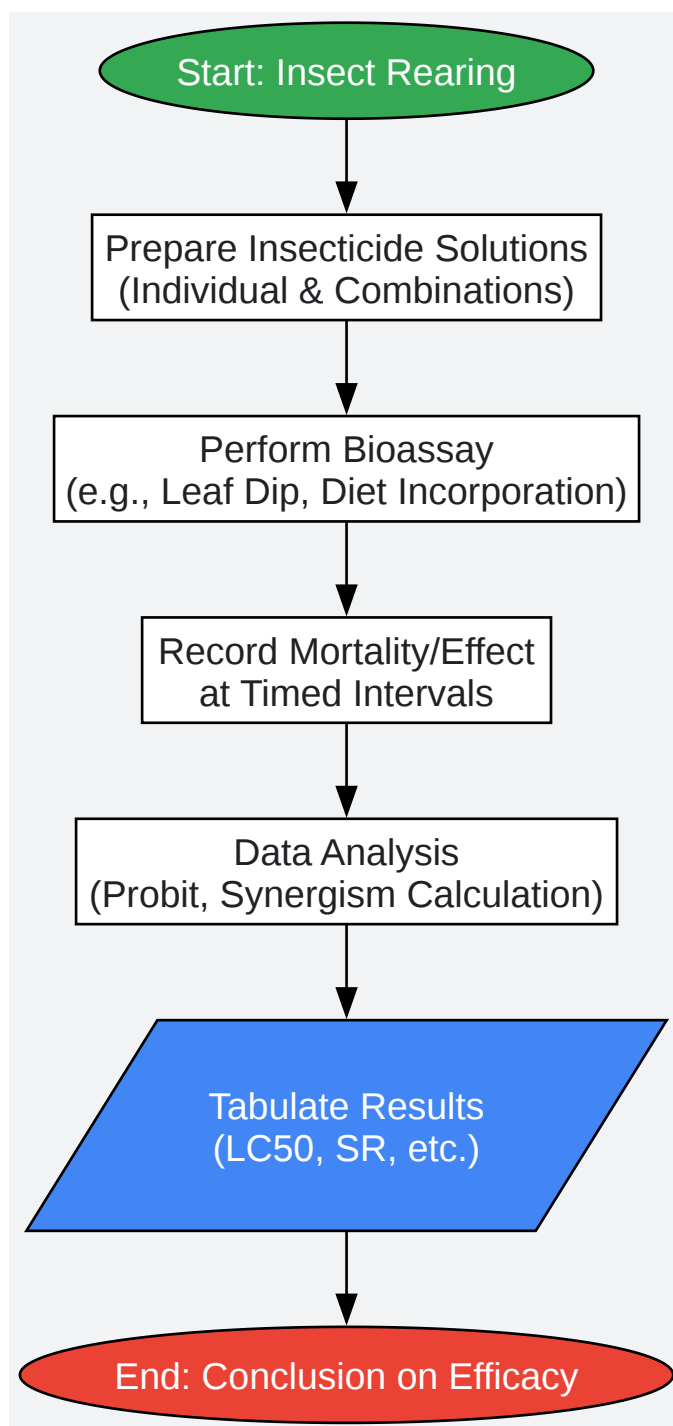 Start: Insect Rearing
Prepare Insecticide Solutions
(Individual & Combinations)
Perform Bioassay
(e.g., Leaf Dip, Diet Incorporation)
Record Mortality/Effect
at Timed Intervals
Data Analysis
(Probit, Synergism Calculation)
Tabulate Results
(LC50, SR, etc.)
End: Conclusion on Efficacy